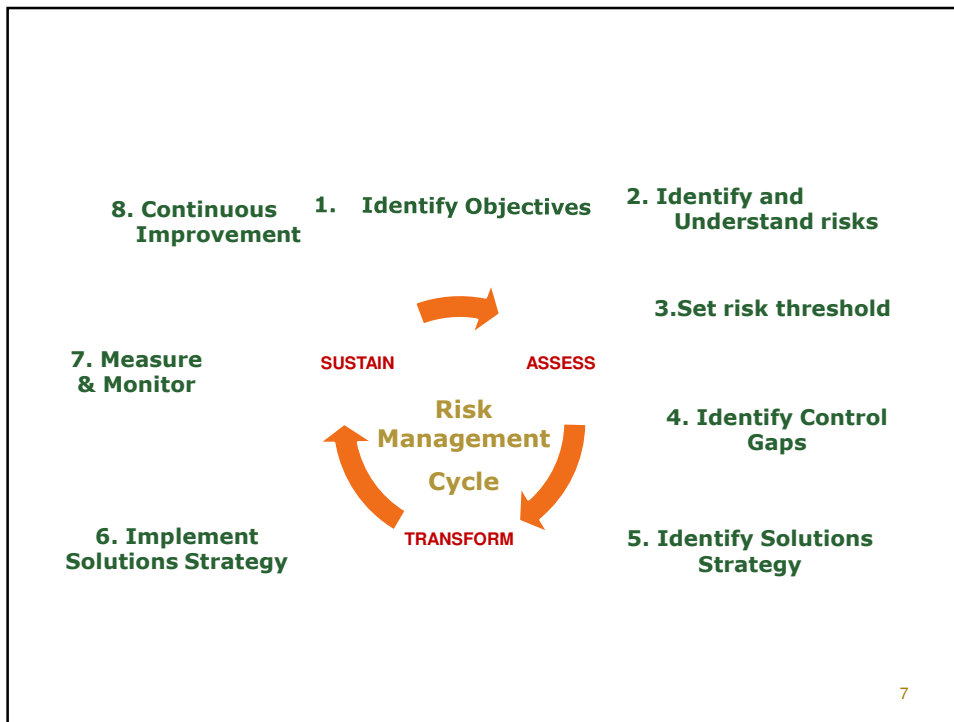 1. Identify Objectives
2. Identify and
Understand risks
3.Set risk threshold
4. Identify Control
Gaps
5. Identify Solutions
Strategy
6. Implement
Solutions Strategy
7. Measure
& Monitor
8. Continuous
Improvement
SUSTAIN
ASSESS
Risk
Management
Cycle
TRANSFORM
7